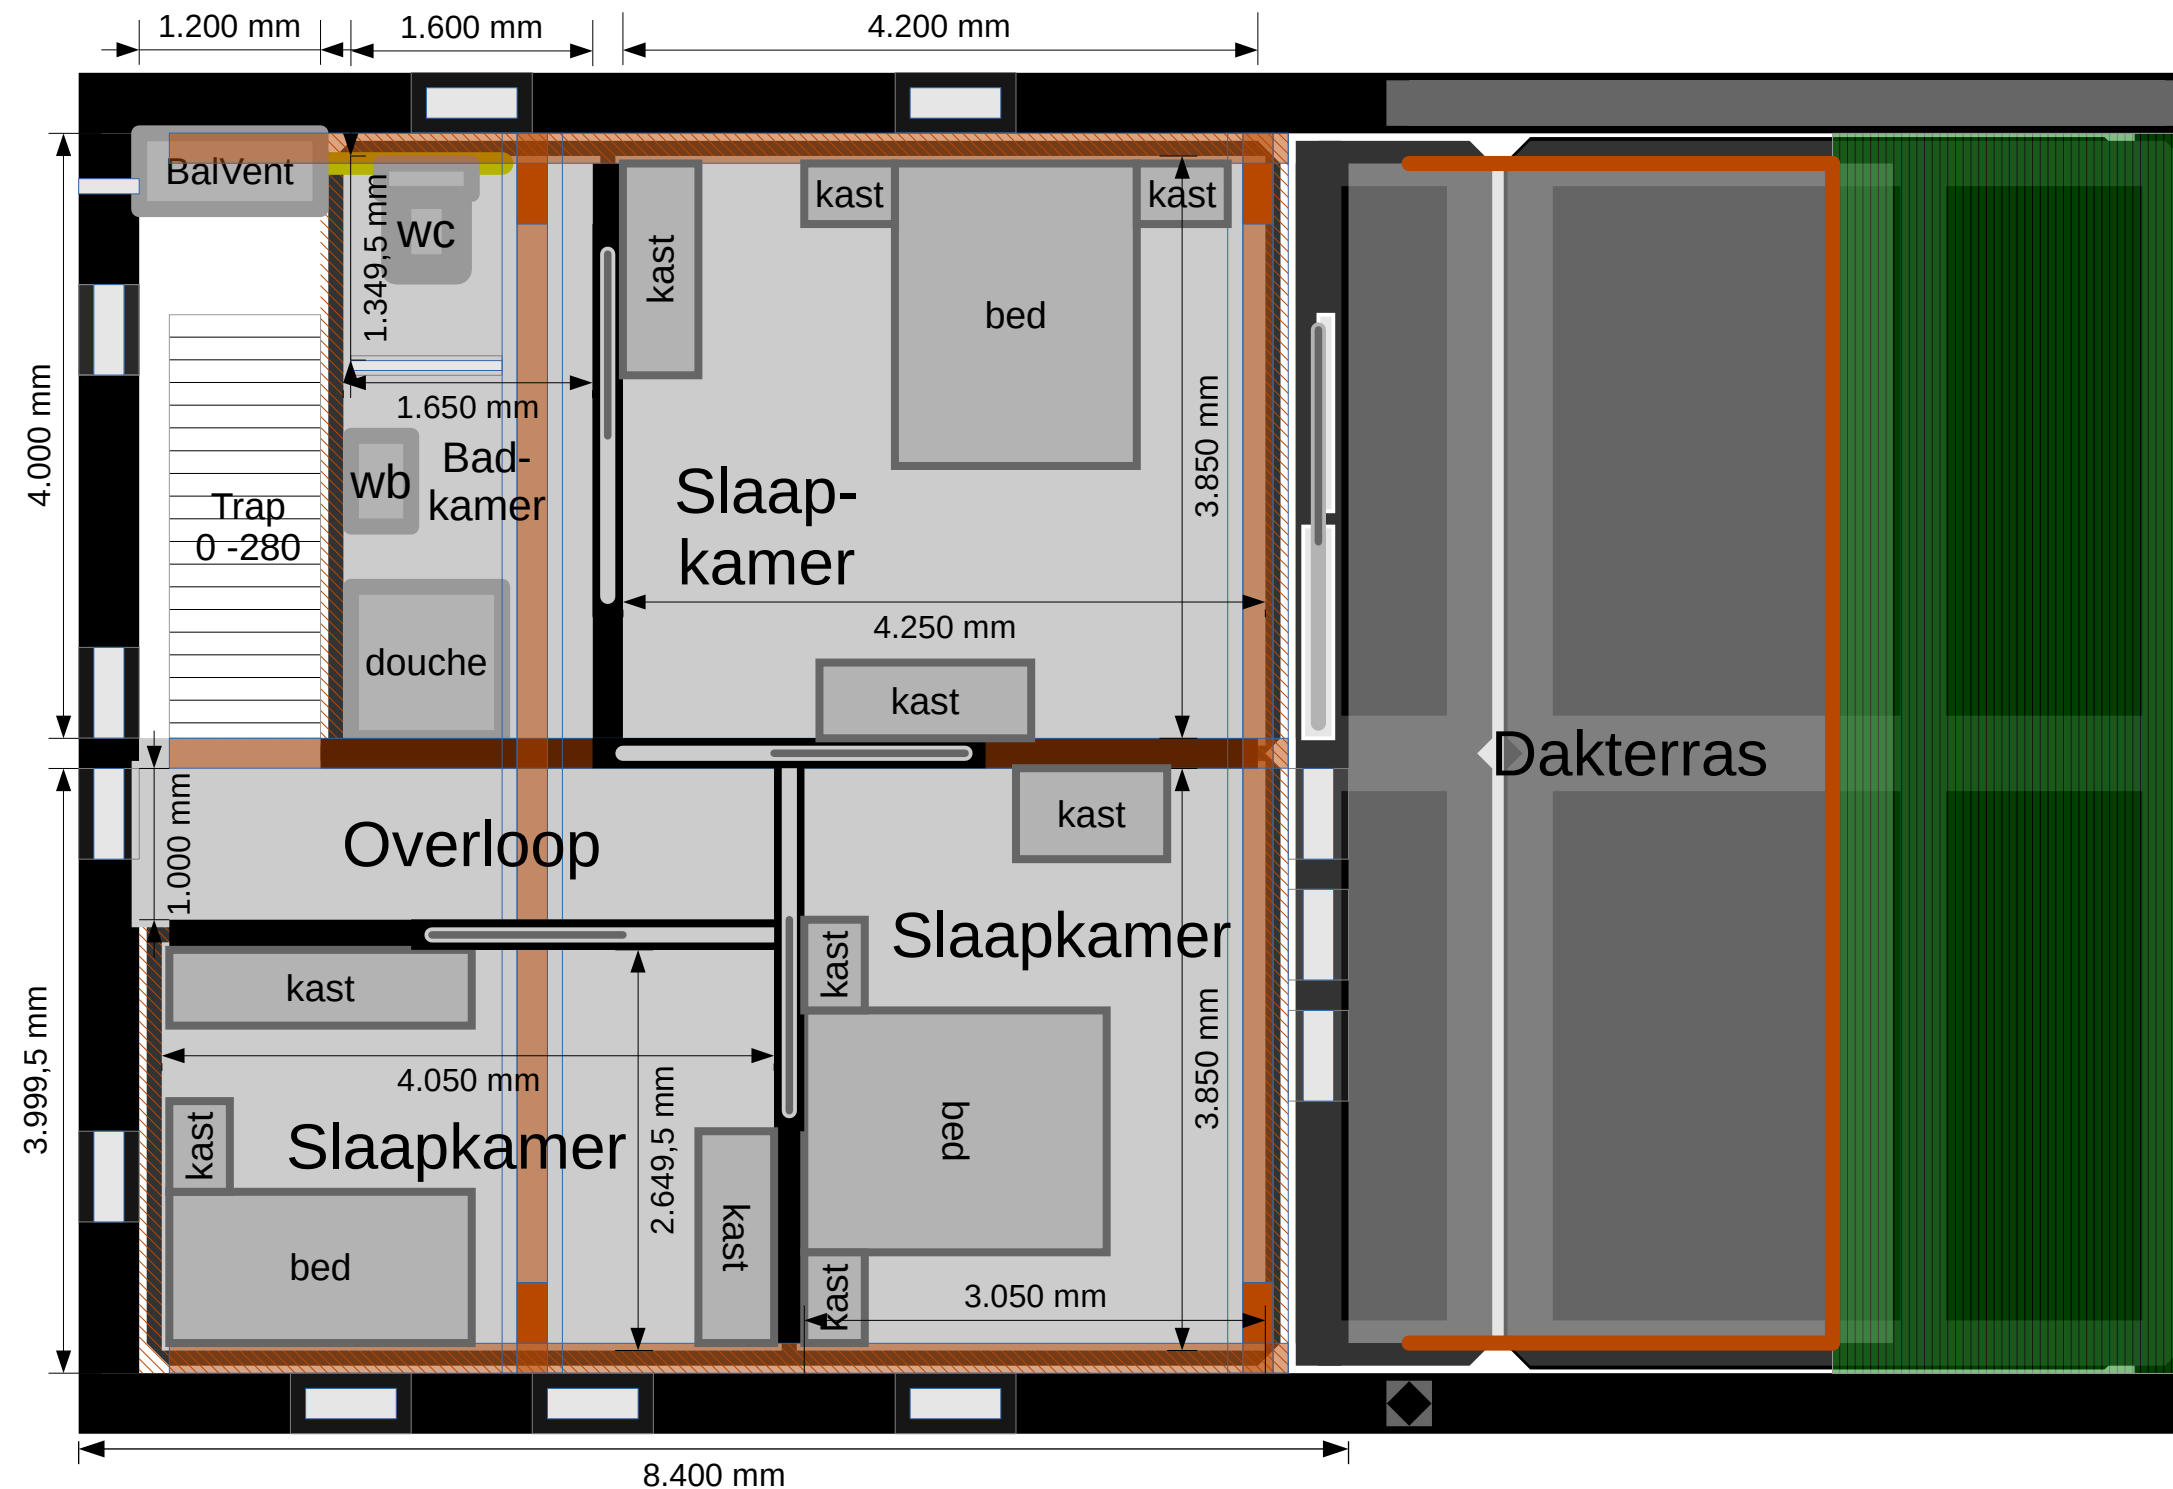 1.200 mm
1.600 mm
4.200 mm
BalVent
wc
1.349,5 mm
kast
kast
kast
bed
1.650 mm
4.000 mm
3.850 mm
Bad-
kamer
wb
Slaap-
kamer
Trap
0 -280
4.250 mm
douche
kast
Dakterras
1.000 mm
Overloop
kast
Slaapkamer
kast
kast
3.999,5 mm
4.050 mm
2.649,5 mm
3.850 mm
kast
Slaapkamer
bed
kast
bed
kast
3.050 mm
8.400 mm